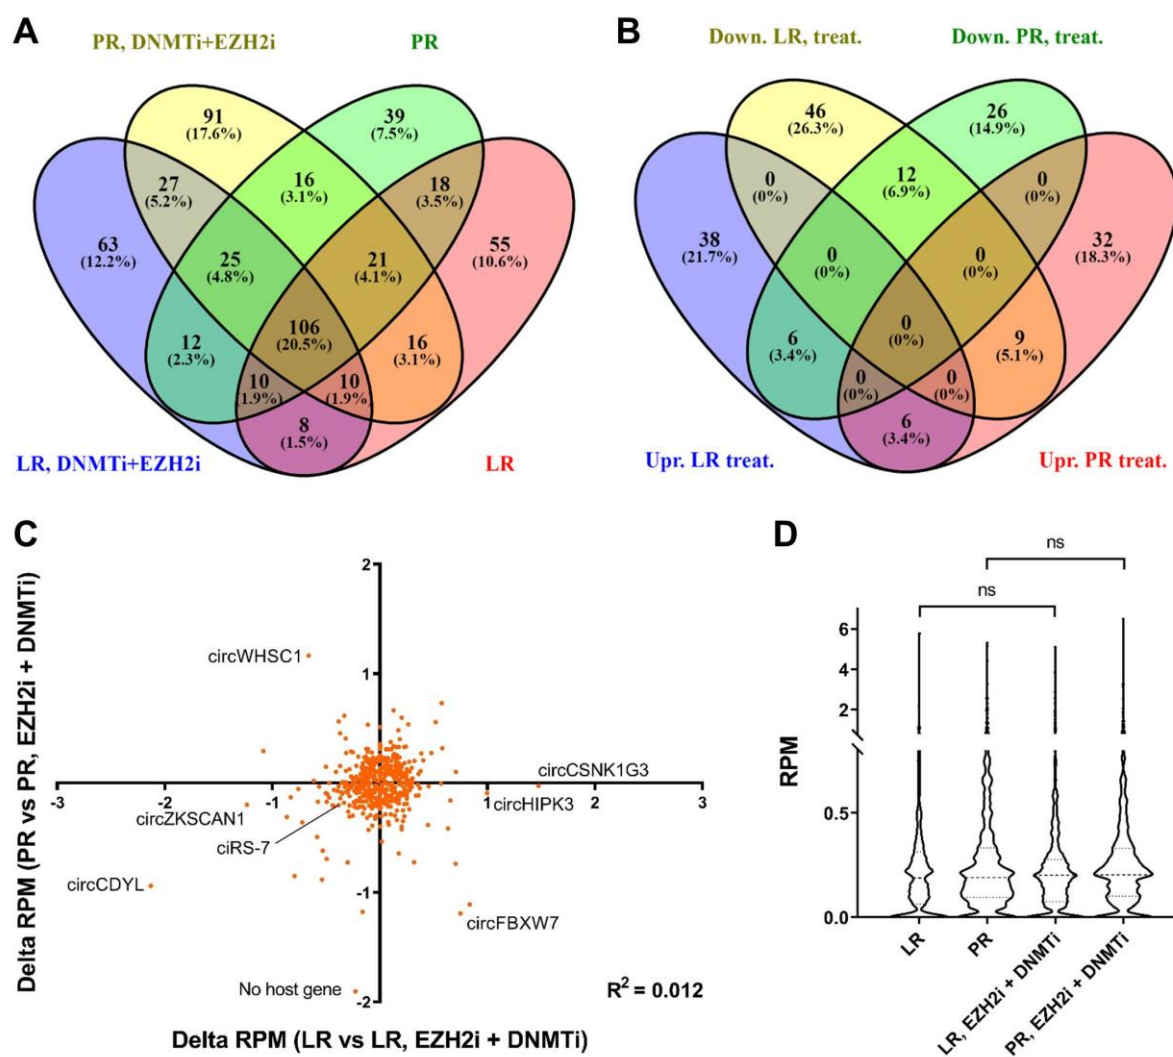 A
PR, DNMTi+EZH2i
PR
91
(17.6%)
39
(7.5%)
27
(5.2%)
16
(3.1%)
18
(3.5%)
63
(12.2%)
25
(4.8%)
21
(4.1%)
55
(10.6%)
106
(20.5%)
12
(2.3%)
16
(3.1%)
10
(1.9%)
10
(1.9%)
8
(1.5%)
LR, DNMTi+EZH2i
LR
B
Down. LR, treat.
Down. PR, treat.
46
(26.3%)
26
(14.9%)
0
(0%)
12
(6.9%)
0
(0%)
38
(21.7%)
0
(0%)
0
(0%)
32
(18.3%)
0
(0%)
6
(3.4%)
9
(5.1%)
0
(0%)
0
(0%)
6
(3.4%)
Upr. LR treat.
Upr. PR treat.
C
Delta RPM (PR vs PR, EZH2i + DNMTi)
2
1
-1
-2
-3
-2
-1
1
2
3
circWHSC1
circCSNK1G3
circHIPK3
circZKSCAN1
ciRS-7
circCDYL
circFBXW7
No host gene
R2 = 0.012
Delta RPM (LR vs LR, EZH2i + DNMTi)
D
ns
ns
RPM
6
4
2
0.5
0.0
LR
PR
LR, EZH2i + DNMTi
PR, EZH2i + DNMTi